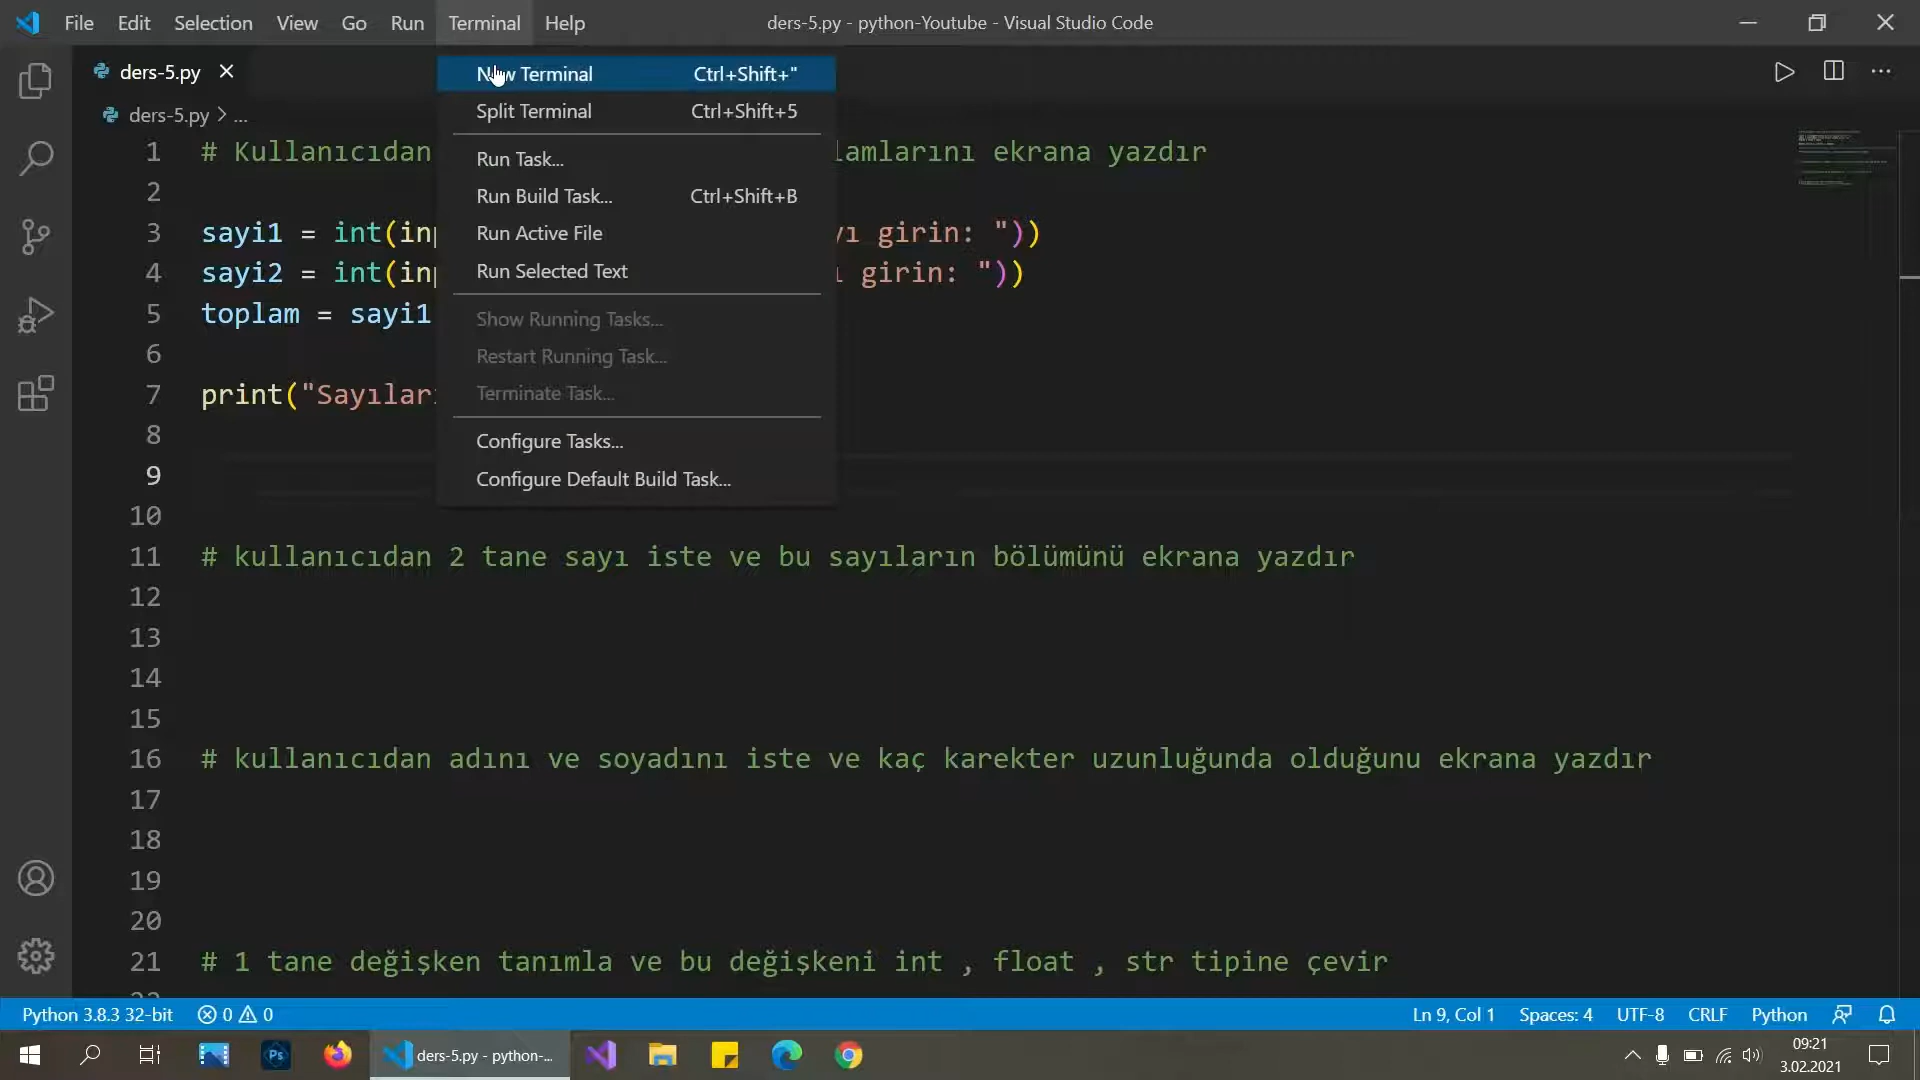 File Edit Selection View Go Run Terminal Help ders-5.py - python-Youtube - Visual Studio Code
ders-5.py
ders-5.py > ...
New Terminal Ctrl+Shift+"
Split Terminal Ctrl+Shift+5
Run Task...
Run Build Task... Ctrl+Shift+B
Run Active File
Run Selected Text
Show Running Tasks...
Restart Running Task...
Terminate Task...
Configure Tasks...
Configure Default Build Task...
1 # Kullanıcıdan lamlarını ekrana yazdır
2
3 sayi1 = int(inp yı girin: "))
4 sayi2 = int(inp ı girin: "))
5 toplam = sayi1
6
7 print("Sayıları
8
9
10
11 # kullanıcıdan 2 tane sayı iste ve bu sayıların bölümünü ekrana yazdır
12
13
14
15
16 # kullanıcıdan adını ve soyadını iste ve kaç karekter uzunluğunda olduğunu ekrana yazdır
17
18
19
20
21 # 1 tane değişken tanımla ve bu değişkeni int , float , str tipine çevir
Python 3.8.3 32-bit 0 0 Ln 9, Col 1 Spaces: 4 UTF-8 CRLF Python
Ps ders-5.py - python-... 09:21
3.02.2021